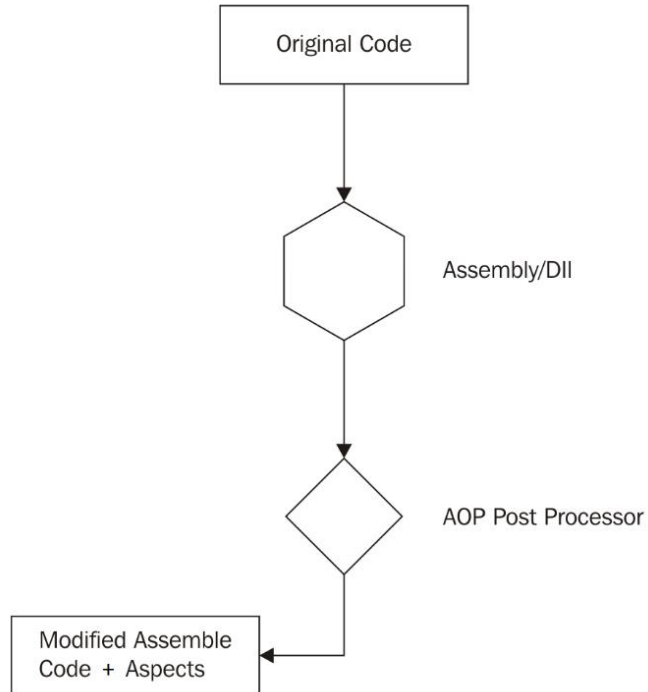 Original Code
Assembly/Dll
AOP Post Processor
Modified Assemble
Code + Aspects